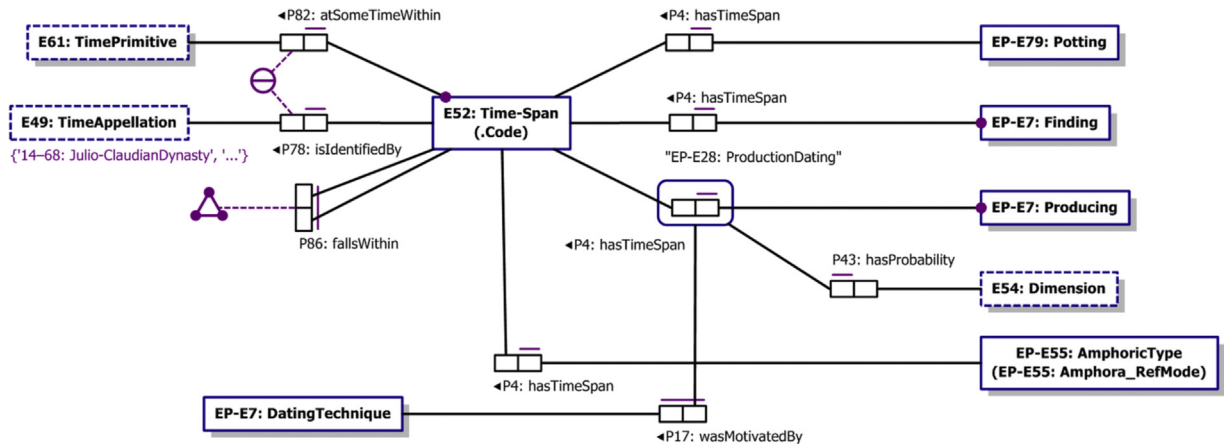 ◄P82: atSomeTimeWithin
◄P4: hasTimeSpan
E61: TimePrimitive
EP-E79: Potting
◄P4: hasTimeSpan
E49: TimeAppellation
E52: Time-Span
(.Code)
EP-E7: Finding
{'14–68: Julio-ClaudianDynasty', '...'}
◄P78: isIdentifiedBy
"EP-E28: ProductionDating"
EP-E7: Producing
P86: fallsWithin
◄P4: hasTimeSpan
P43: hasProbability
E54: Dimension
EP-E55: AmphoricType
(EP-E55: Amphora_RefMode)
◄P4: hasTimeSpan
EP-E7: DatingTechnique
◄P17: wasMotivatedBy